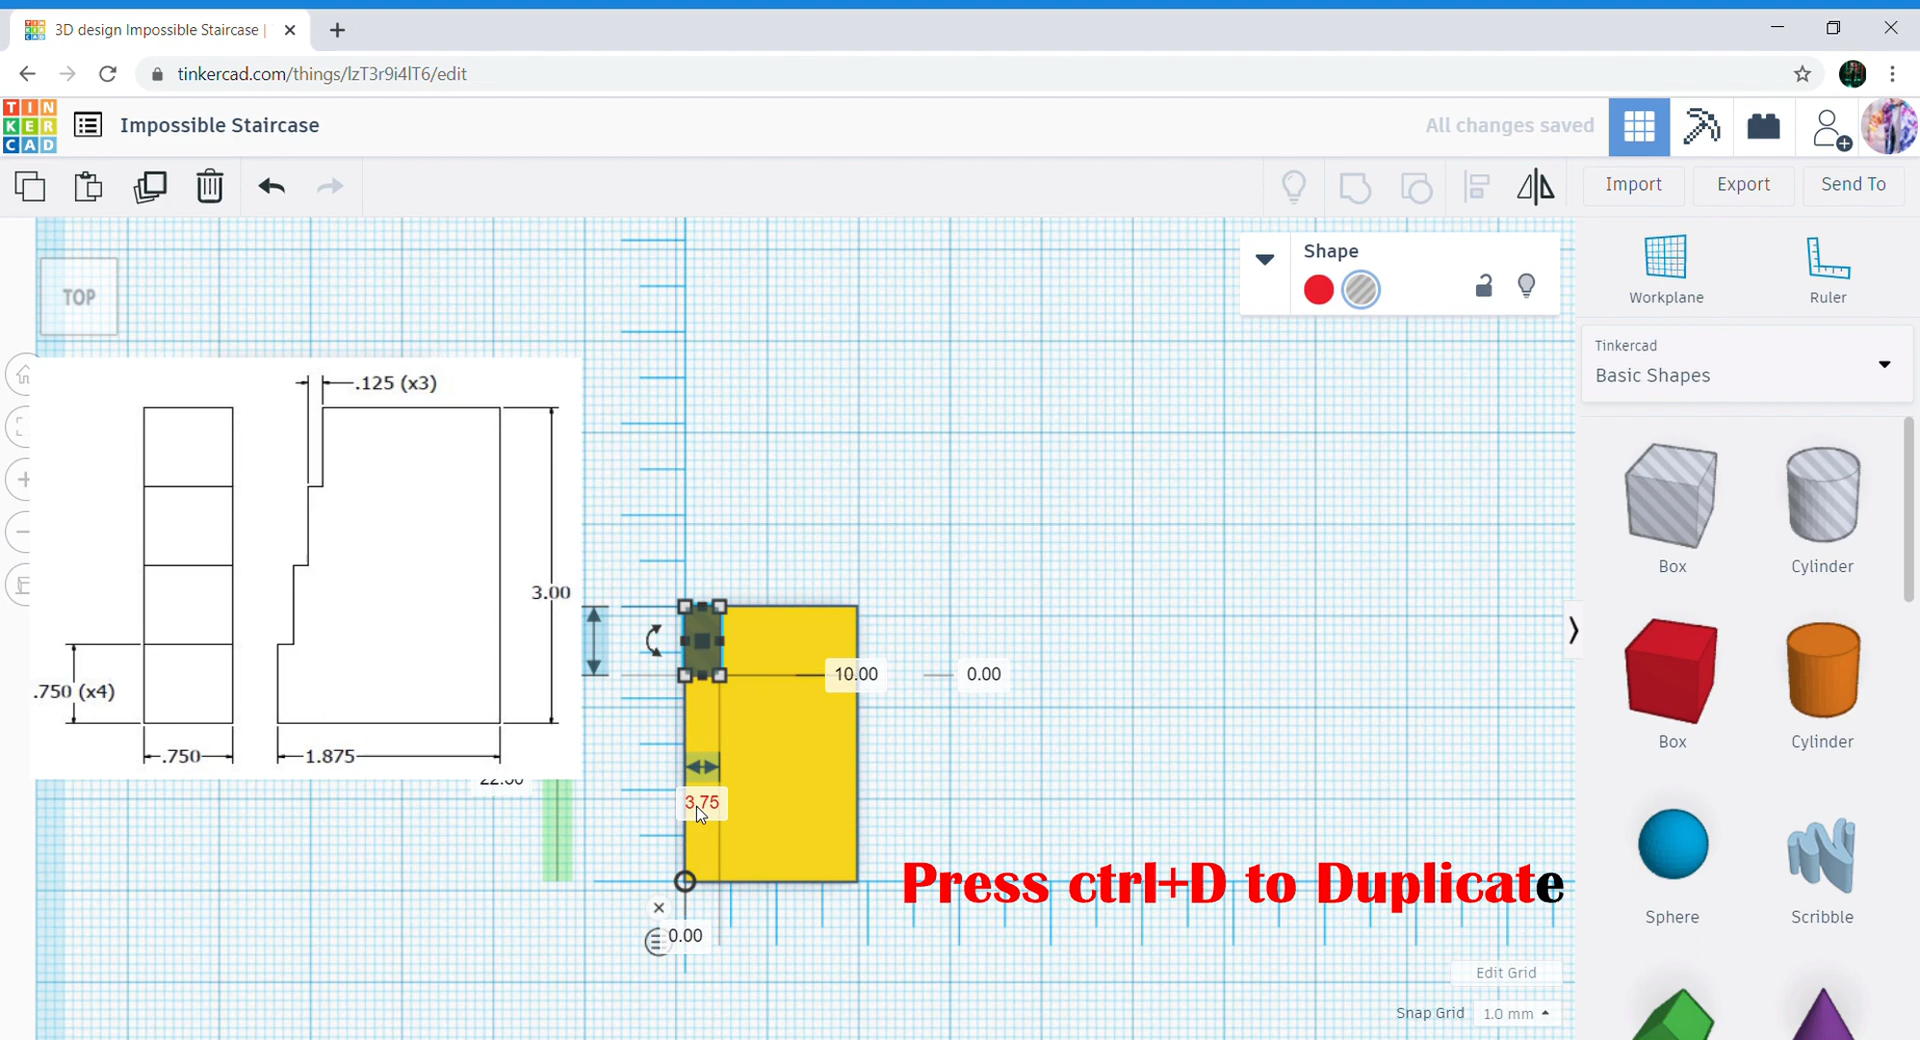 3D design Impossible Staircase |
tinkercad.com/things/lzT3r9i4lT6/edit
TIN
KER
CAD
Impossible Staircase
All changes saved
Import
Export
Send To
TOP
Shape
Workplane
Ruler
Tinkercad
Basic Shapes
.125 (x3)
3.00
.750 (x4)
.750
1.875
22.50
10.00
0.00
3.75
0.00
Press ctrl+D to Duplicate
Box
Cylinder
Box
Cylinder
Sphere
Scribble
Edit Grid
Snap Grid
1.0 mm